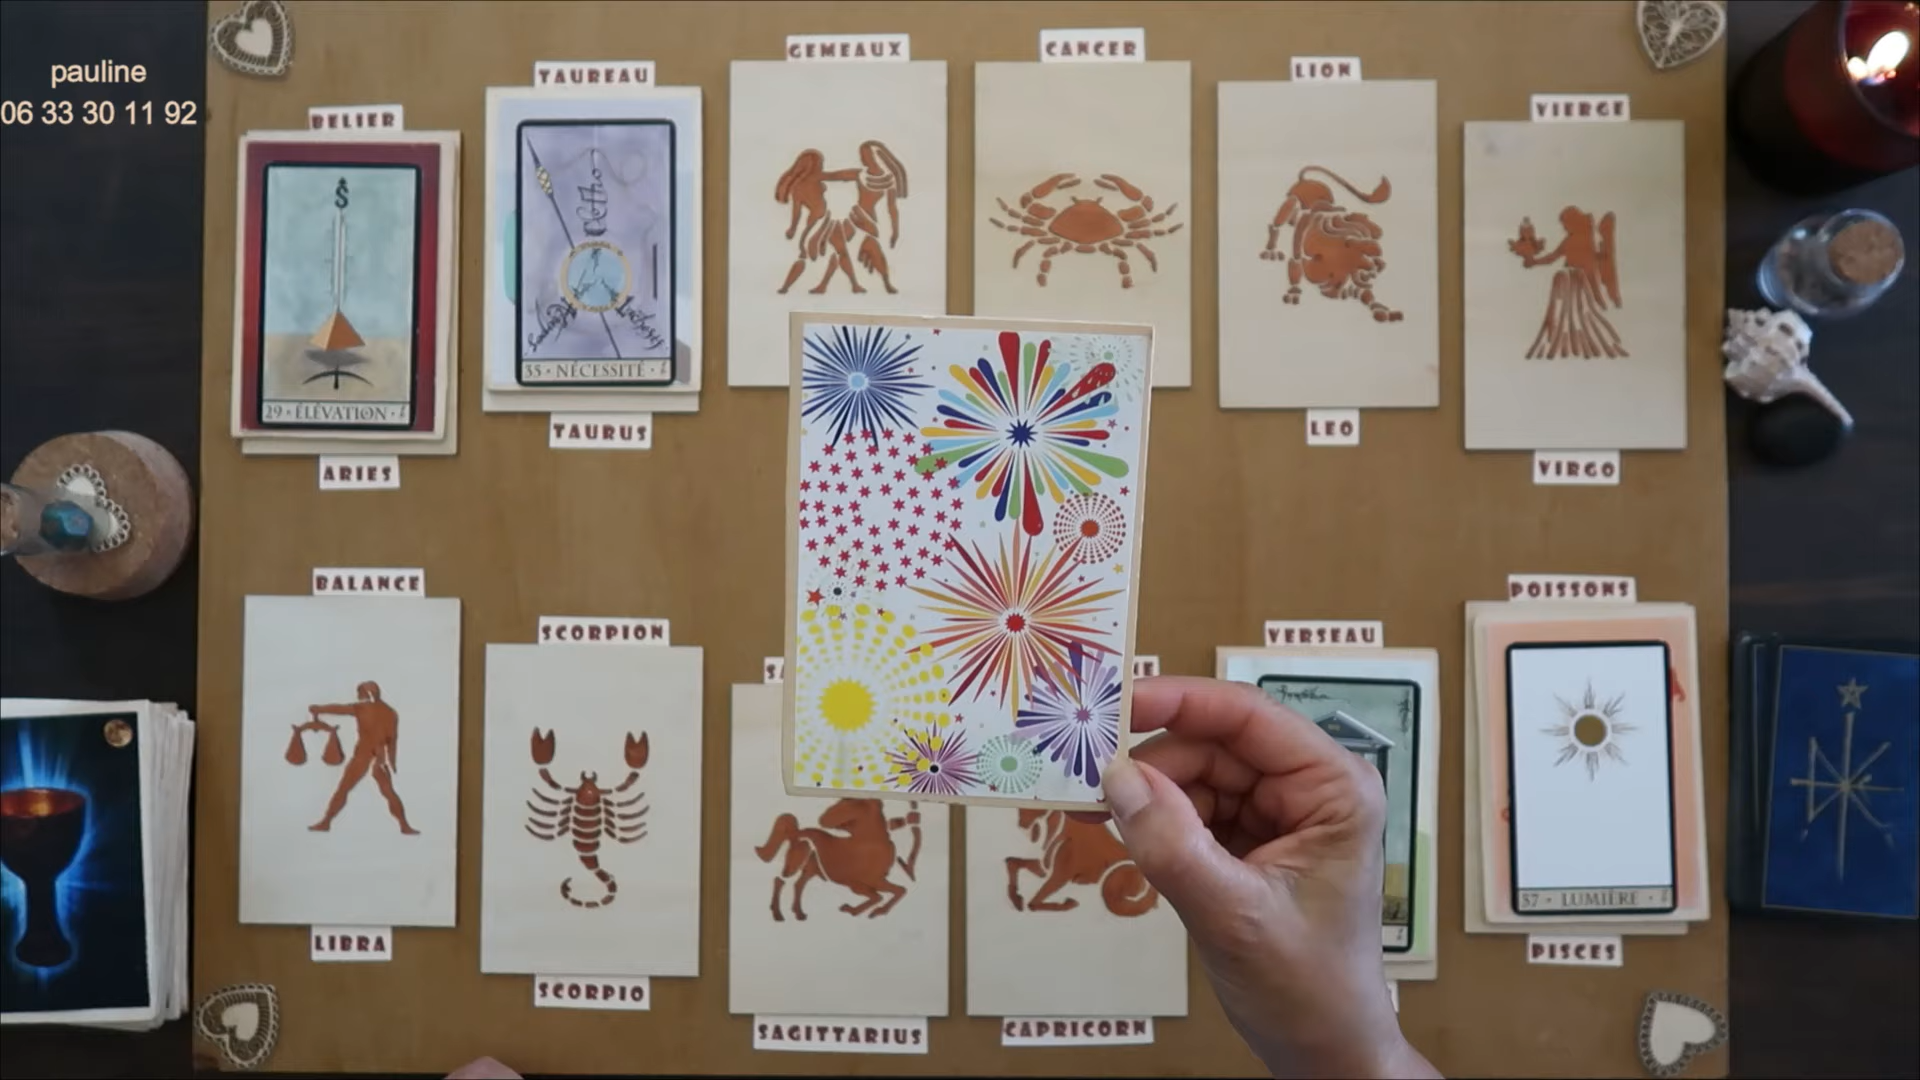 pauline
06 33 30 11 92
BELIER
TAUREAU
GEMEAUX
CANCER
LION
VIERGE
29 • ÉLÉVATION •
35 • NÉCESSITÉ •
ARIES
TAURUS
LEO
VIRGO
BALANCE
SCORPION
VERSEAU
POISSONS
57 • LUMIÈRE •
LIBRA
SCORPIO
SAGITTARIUS
CAPRICORN
PISCES